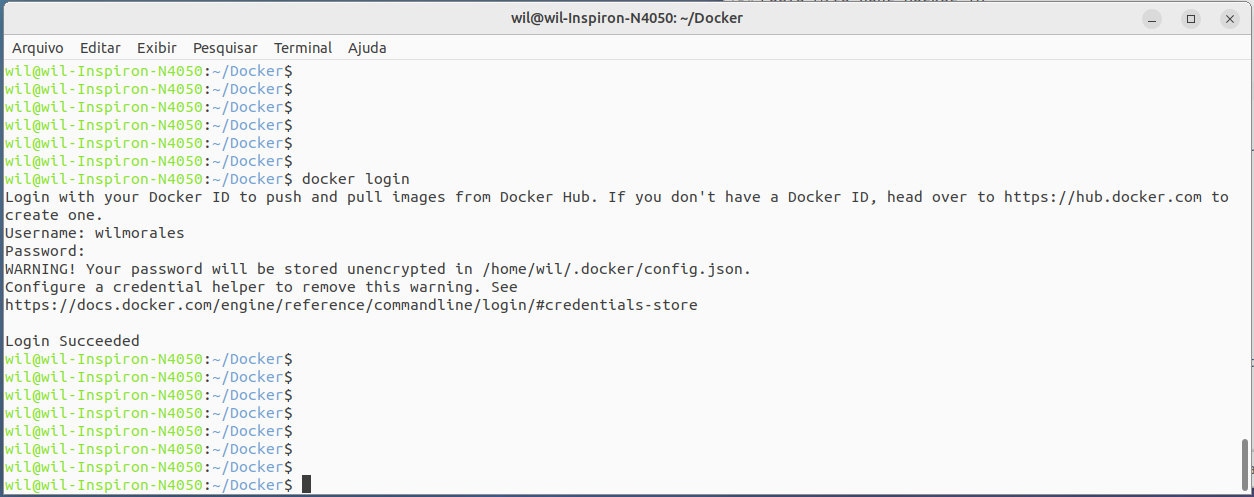 wil@wil-Inspiron-N4050: ~/Docker
Arquivo Editar Exibir Pesquisar Terminal Ajuda
wil@wil-Inspiron-N4050:~/Docker$
wil@wil-Inspiron-N4050:~/Docker$
wil@wil-Inspiron-N4050:~/Docker$
wil@wil-Inspiron-N4050:~/Docker$
wil@wil-Inspiron-N4050:~/Docker$
wil@wil-Inspiron-N4050:~/Docker$
wil@wil-Inspiron-N4050:~/Docker$ docker login
Login with your Docker ID to push and pull images from Docker Hub. If you don't have a Docker ID, head over to https://hub.docker.com to
create one.
Username: wilmorales
Password:
WARNING! Your password will be stored unencrypted in /home/wil/.docker/config.json.
Configure a credential helper to remove this warning. See
https://docs.docker.com/engine/reference/commandline/login/#credentials-store
Login Succeeded
wil@wil-Inspiron-N4050:~/Docker$
wil@wil-Inspiron-N4050:~/Docker$
wil@wil-Inspiron-N4050:~/Docker$
wil@wil-Inspiron-N4050:~/Docker$
wil@wil-Inspiron-N4050:~/Docker$
wil@wil-Inspiron-N4050:~/Docker$
wil@wil-Inspiron-N4050:~/Docker$
wil@wil-Inspiron-N4050:~/Docker$